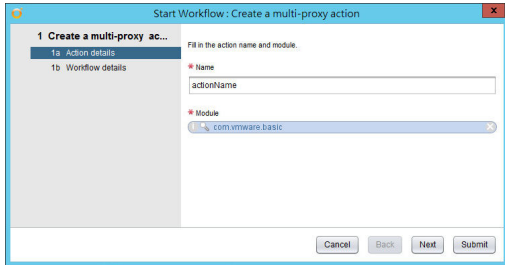 Start Workflow : Create a multi-proxy action
x
1 Create a multi-proxy ac...
1a Action details
1b Workflow details
Fill in the action name and module.
* Name
actionName
* Module
com.vmware.basic
Cancel
Back
Next
Submit